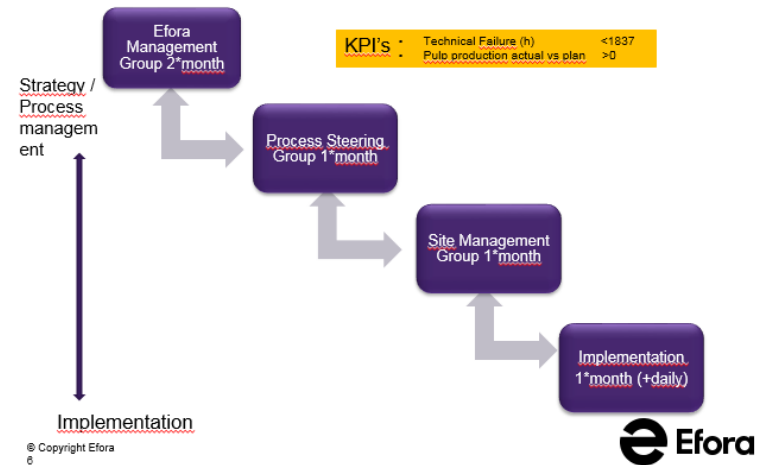 Efora
Management
Group 2*month
KPI's :
Technical Failure (h) <1837
Pulp production actual vs plan >0
Strategy /
Process
managem
ent
Process Steering
Group 1*month
Site Management
Group 1*month
Implementation
1*month (+daily)
Implementation
© Copyright Efora
6
Efora